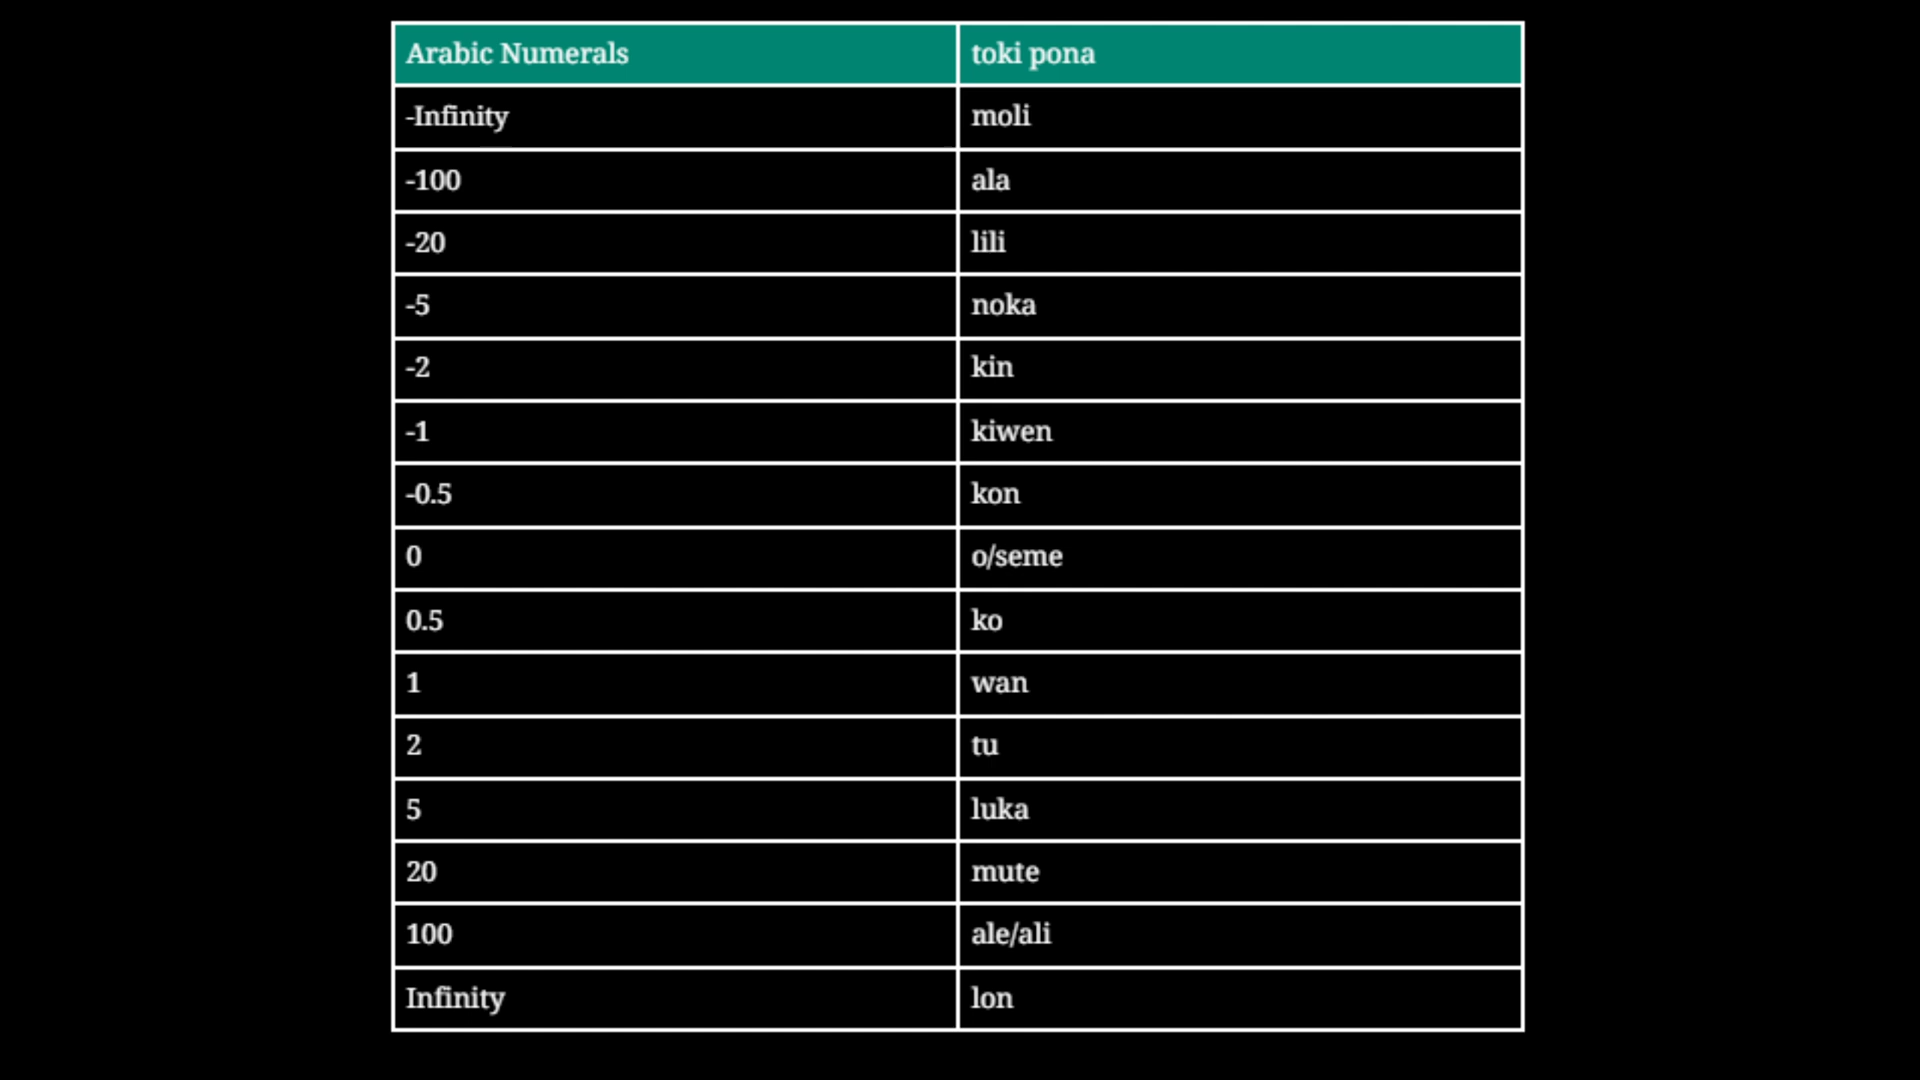 Arabic Numerals toki pona
-Infinity moli
-100 ala
-20 lili
-5 noka
-2 kin
-1 kiwen
-0.5 kon
0 o/seme
0.5 ko
1 wan
2 tu
5 luka
20 mute
100 ale/ali
Infinity lon